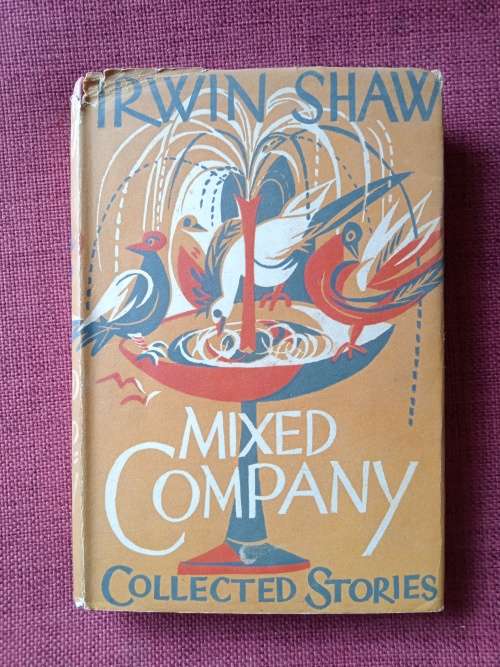 IRWIN SHAW
MIXED
COMPANY
COLLECTED STORIES